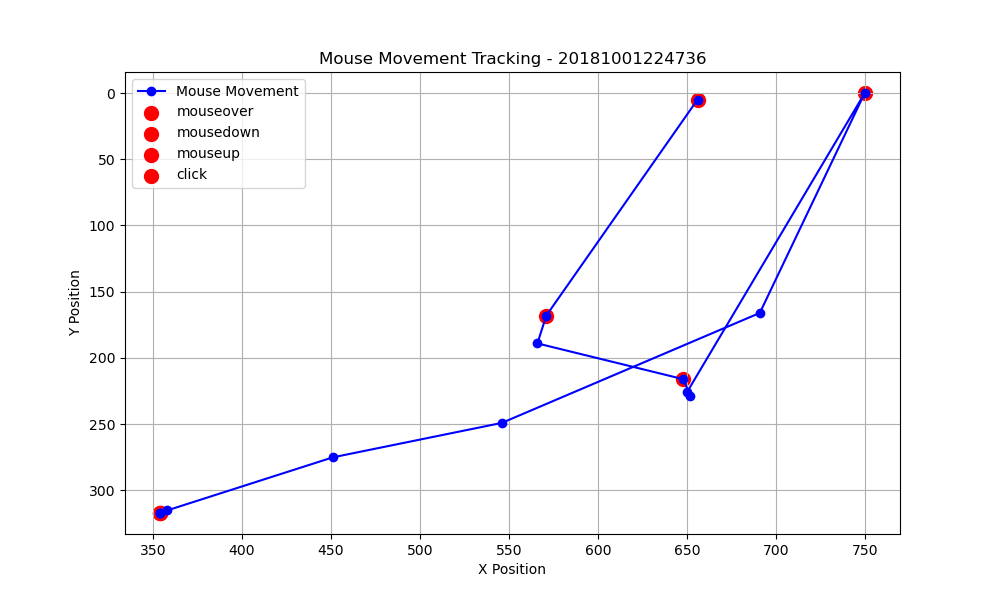 Mouse Movement Tracking - 20181001224736
Mouse Movement
mouseover
mousedown
mouseup
click
0
50
100
150
200
250
300
Y Position
350 400 450 500 550 600 650 700 750
X Position